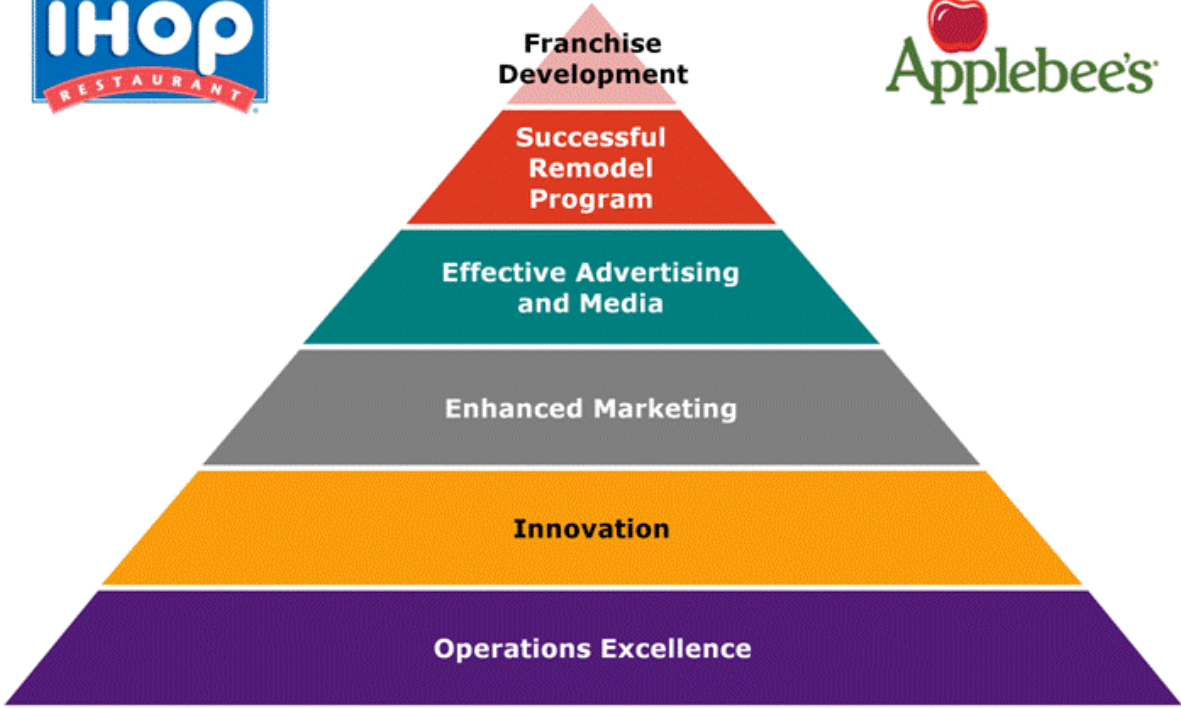 IHOP
RESTAURANT
Applebee's
Franchise
Development
Successful
Remodel
Program
Effective Advertising
and Media
Enhanced Marketing
Innovation
Operations Excellence